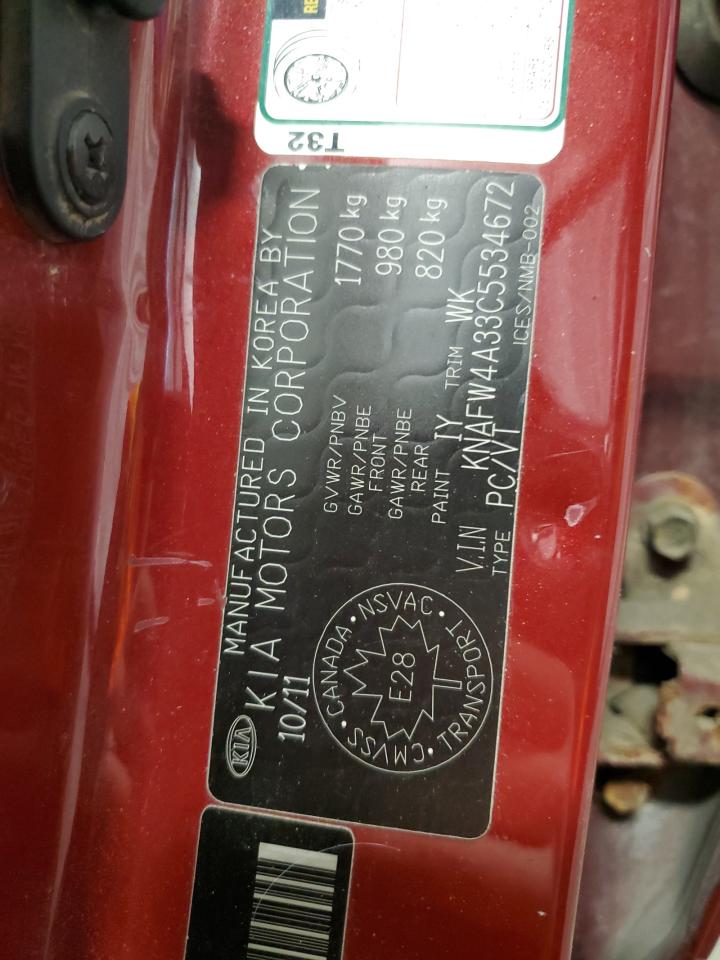 T32
KIA
MANUFACTURED IN KOREA BY
KIA MOTORS CORPORATION
10/11
GVWR/PNBV 1770 kg
GAWR/PNBE FRONT 980 kg
GAWR/PNBE REAR 820 kg
PAINT IY TRIM WK
V.I.N KNAFW4A33C5534672
TYPE PC/VT ICES/NMB-002
CANADA · NSVAC · TRANSPORT · CMVSS ·
E28